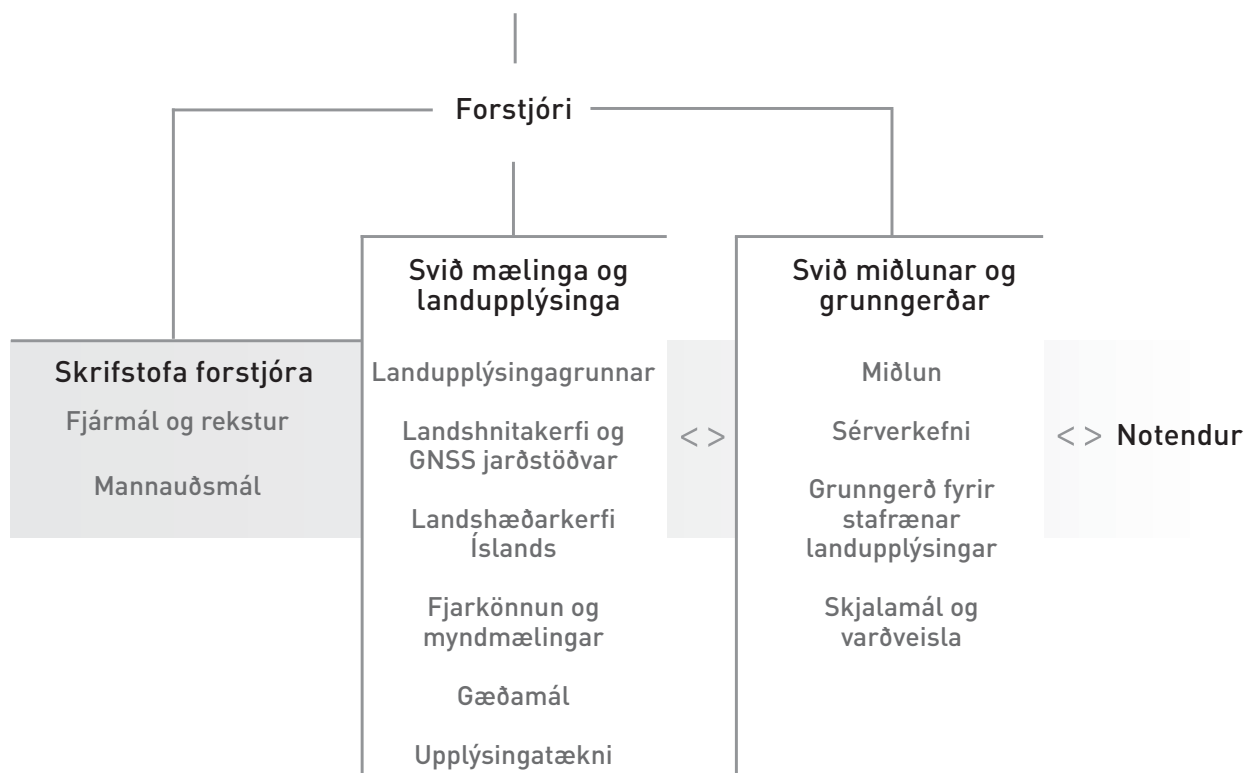 Forstjóri
Skrifstofa forstjóra
Fjármál og rekstur
Mannauðsmál
Svið mælinga og
landupplýsinga
Landupplýsingagrunnar
Landshnitakerfi og
GNSS jarðstöðvar
Landshæðarkerfi
Íslands
Fjarkönnun og
myndmælingar
Gæðamál
Upplýsingatækni
< >
Svið miðlunar og
grunngerðar
Miðlun
Sérverkefni
Grunngerð fyrir
stafrænar
landupplýsingar
Skjalamál og
varðveisla
< > Notendur